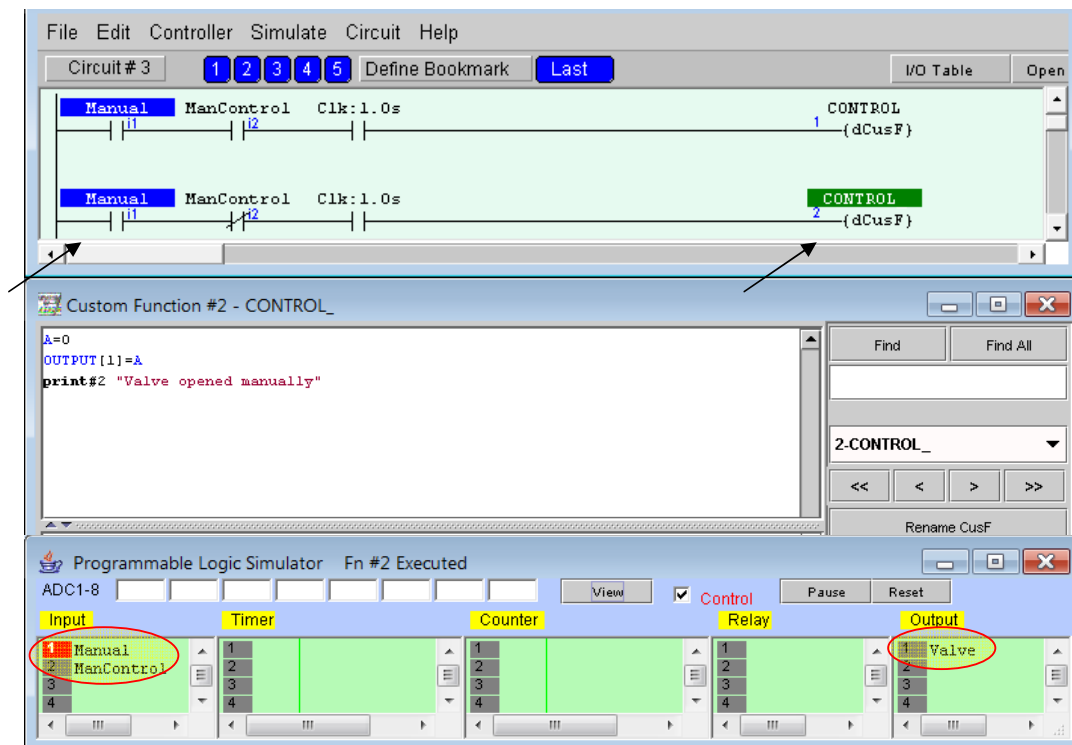 File Edit Controller Simulate Circuit Help
Circuit # 3 1 2 3 4 5 Define Bookmark Last I/O Table Open
Manual ManControl Clk:1.0s CONTROL
i1 i2 1 {dCusF}
Manual ManControl Clk:1.0s CONTROL
i1 i2 2 {dCusF}
Custom Function #2 - CONTROL_
A=0
OUTPUT[1]=A
print#2 "Valve opened manually"
Find Find All
2-CONTROL_
<< < > >>
Rename CusF
Programmable Logic Simulator Fn #2 Executed
ADC1-8 View Control Pause Reset
Input Timer Counter Relay Output
1 Manual 1 1 1 1 Valve
2 ManControl 2 2 2 2
3 3 3 3 3
4 4 4 4 4